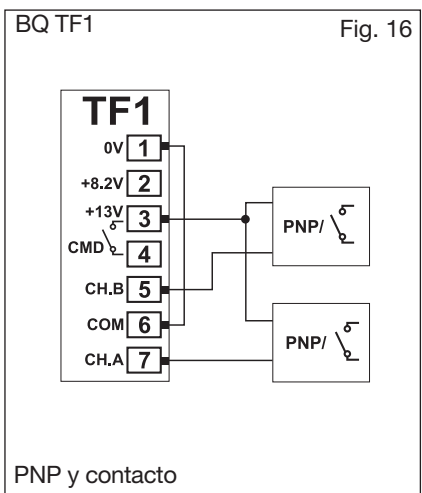 BQ TF1
Fig. 16
TF1
0V 1
+8.2V 2
+13V 3
CMD 4
CH.B 5
COM 6
CH.A 7
PNP/
PNP/
PNP y contacto